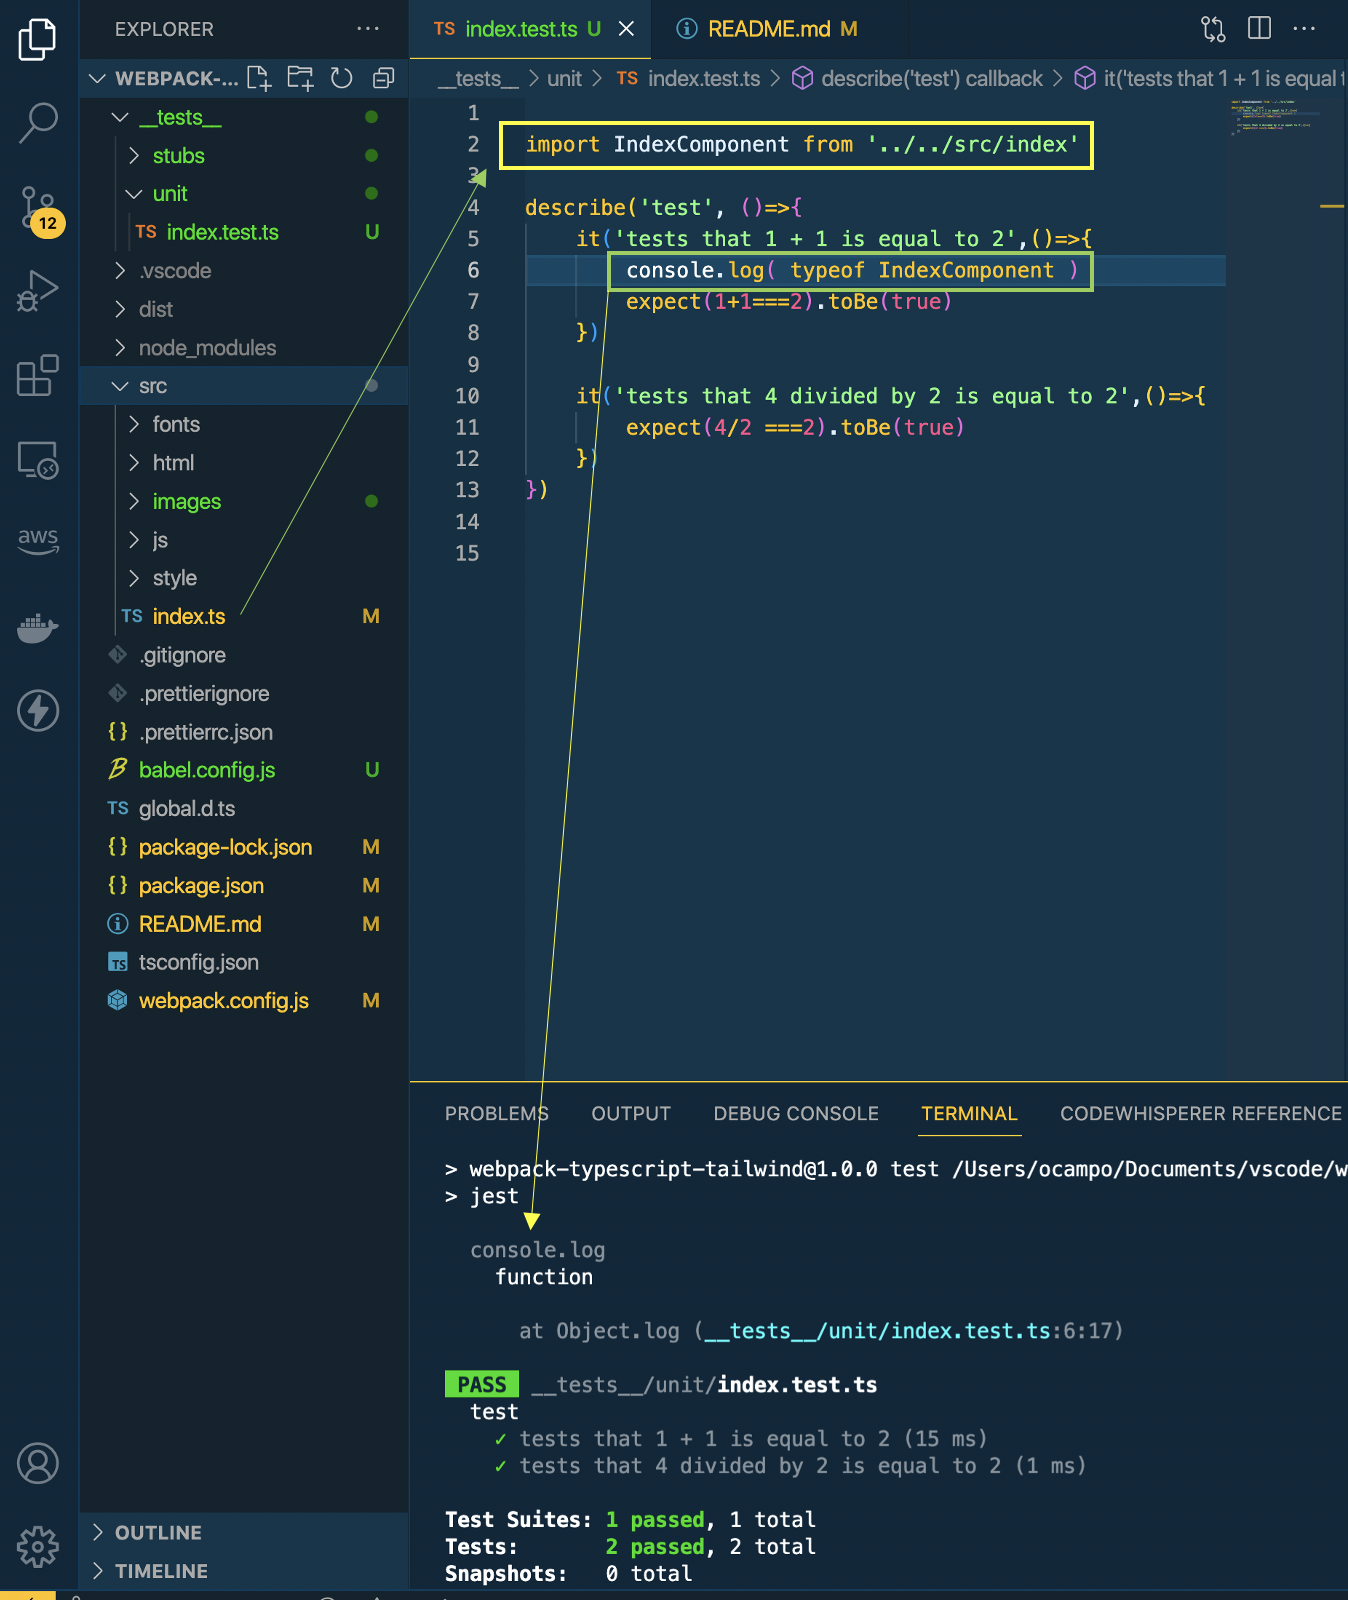 EXPLORER
WEBPACK-...
__tests__
stubs
unit
TS index.test.ts U
.vscode
dist
node_modules
src
fonts
html
images
js
style
TS index.ts M
.gitignore
.prettierignore
{} .prettierrc.json
babel.config.js U
TS global.d.ts
{} package-lock.json M
{} package.json M
README.md M
TS tsconfig.json
webpack.config.js M
OUTLINE
TIMELINE
12
aws
TS index.test.ts U
README.md M
__tests__ > unit > TS index.test.ts > describe('test') callback > it('tests that 1 + 1 is equal t
1
2 import IndexComponent from '../../src/index'
3
4 describe('test', ()=>{
5 it('tests that 1 + 1 is equal to 2',()=>{
6 console.log( typeof IndexComponent )
7 expect(1+1===2).toBe(true)
8 })
9
10 it('tests that 4 divided by 2 is equal to 2',()=>{
11 expect(4/2 ===2).toBe(true)
12 })
13 })
14
15
PROBLEMS OUTPUT DEBUG CONSOLE TERMINAL CODEWHISPERER REFERENCE
> webpack-typescript-tailwind@1.0.0 test /Users/ocampo/Documents/vscode/w
> jest
console.log
function
at Object.log (__tests__/unit/index.test.ts:6:17)
PASS __tests__/unit/index.test.ts
test
✓ tests that 1 + 1 is equal to 2 (15 ms)
✓ tests that 4 divided by 2 is equal to 2 (1 ms)
Test Suites: 1 passed, 1 total
Tests: 2 passed, 2 total
Snapshots: 0 total